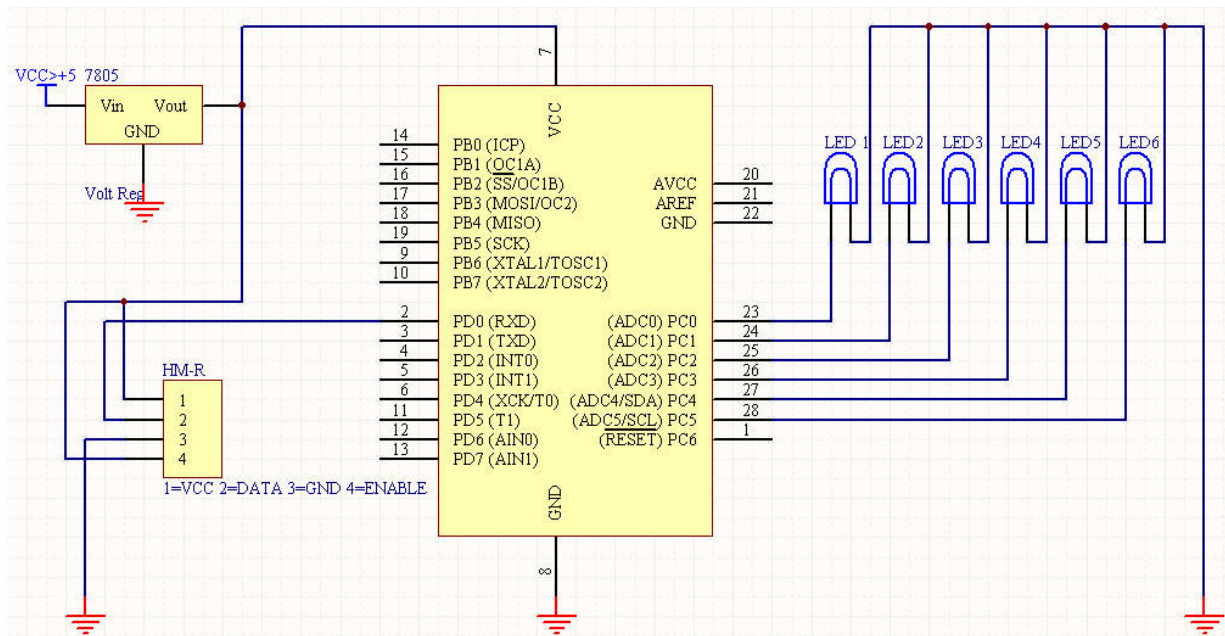 VCC>+5 7805
Vin Vout
GND
Volt Reg
7
VCC
14 PB0 (ICP)
15 PB1 (OC1A)
16 PB2 (SS/OC1B)
17 PB3 (MOSI/OC2)
18 PB4 (MISO)
19 PB5 (SCK)
9 PB6 (XTAL1/TOSC1)
10 PB7 (XTAL2/TOSC2)
2 PD0 (RXD)
3 PD1 (TXD)
4 PD2 (INT0)
5 PD3 (INT1)
6 PD4 (XCK/T0)
11 PD5 (T1)
12 PD6 (AIN0)
13 PD7 (AIN1)
AVCC 20
AREF 21
GND 22
(ADC0) PC0 23
(ADC1) PC1 24
(ADC2) PC2 25
(ADC3) PC3 26
(ADC4/SDA) PC4 27
(ADC5/SCL) PC5 28
(RESET) PC6 1
GND
8
LED 1 LED2 LED3 LED4 LED5 LED6
HM-R
1
2
3
4
1=VCC 2=DATA 3=GND 4=ENABLE